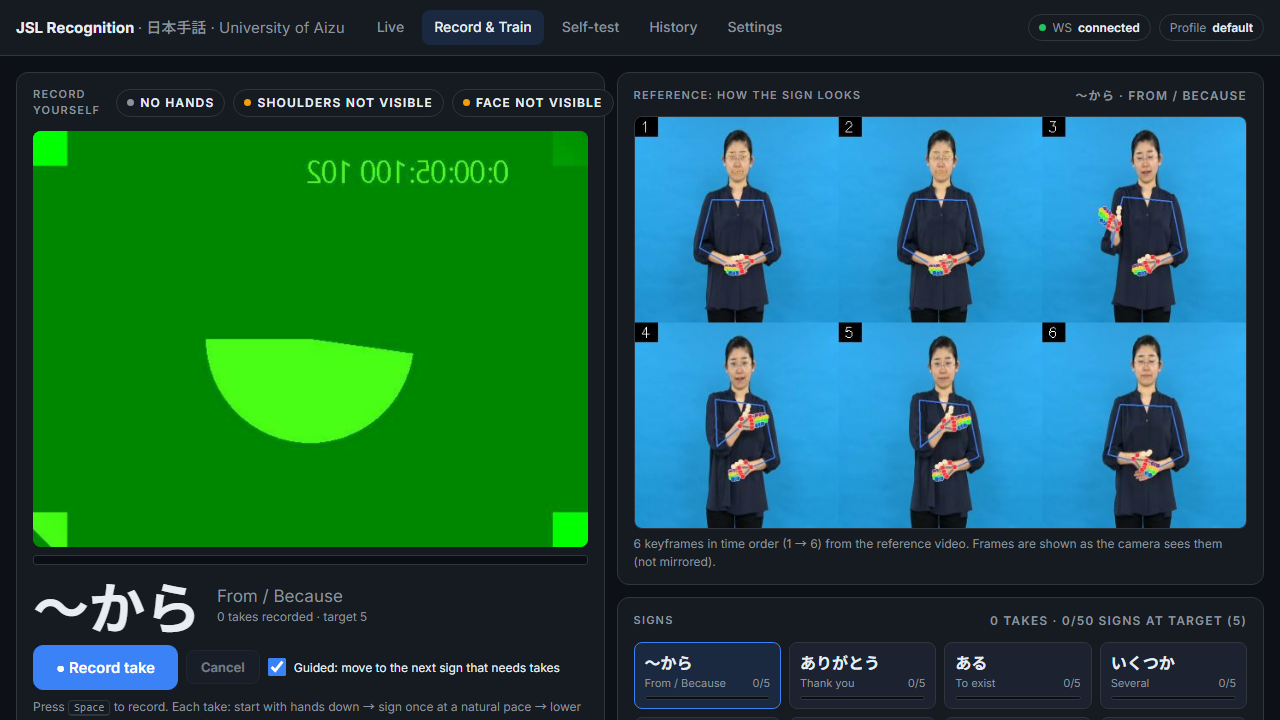 JSL Recognition · 日本手話 · University of Aizu
Live
Record & Train
Self-test
History
Settings
WS connected
Profile default
RECORD YOURSELF
NO HANDS
SHOULDERS NOT VISIBLE
FACE NOT VISIBLE
0:00:05:100 102
〜から
From / Because
0 takes recorded · target 5
● Record take
Cancel
Guided: move to the next sign that needs takes
Press Space to record. Each take: start with hands down → sign once at a natural pace → lower
REFERENCE: HOW THE SIGN LOOKS
〜から · FROM / BECAUSE
1
2
3
4
5
6
6 keyframes in time order (1 → 6) from the reference video. Frames are shown as the camera sees them
(not mirrored).
SIGNS
0 TAKES · 0/50 SIGNS AT TARGET (5)
〜から
From / Because 0/5
ありがとう
Thank you 0/5
ある
To exist 0/5
いくつか
Several 0/5